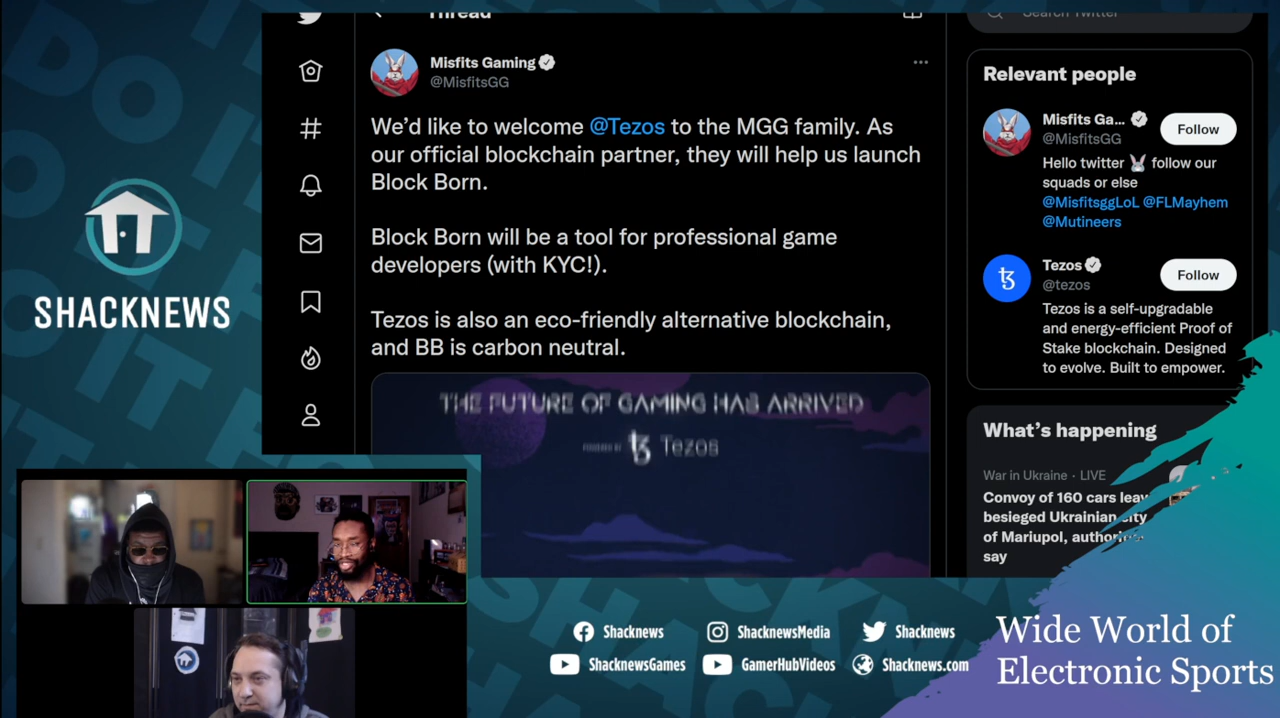 Thread
Search Twitter
Misfits Gaming
@MisfitsGG
We'd like to welcome @Tezos to the MGG family. As
our official blockchain partner, they will help us launch
Block Born.
Block Born will be a tool for professional game
developers (with KYC!).
Tezos is also an eco-friendly alternative blockchain,
and BB is carbon neutral.
THE FUTURE OF GAMING HAS ARRIVED
POWERED BY Tezos
Relevant people
Misfits Ga...
@MisfitsGG
Follow
Hello twitter 🐰 follow our
squads or else
@MisfitsggLoL @FLMayhem
@Mutineers
Tezos
@tezos
Follow
Tezos is a self-upgradable
and energy-efficient Proof of
Stake blockchain. Designed
to evolve. Built to empower.
What's happening
War in Ukraine · LIVE
Convoy of 160 cars leav
besieged Ukrainian city
of Mariupol,
say
SHACKNEWS
DO IT
Shacknews
ShacknewsMedia
Shacknews
ShacknewsGames
GamerHubVideos
Shacknews.com
Wide World of
Electronic Sports